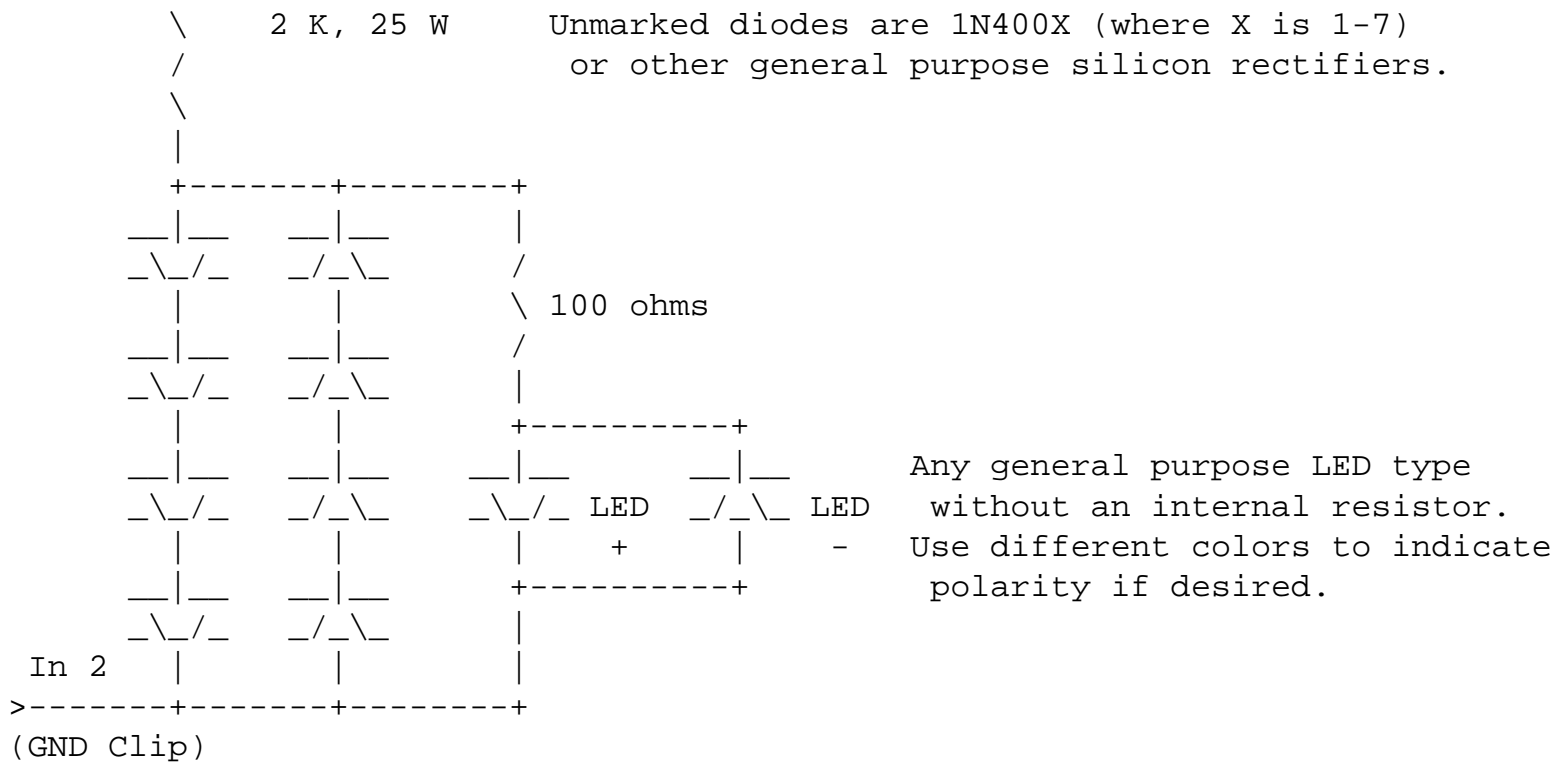 2 K, 25 W Unmarked diodes are 1N400X (where X is 1-7)
or other general purpose silicon rectifiers.
100 ohms
Any general purpose LED type
LED LED without an internal resistor.
+ - Use different colors to indicate
polarity if desired.
In 2
(GND Clip)